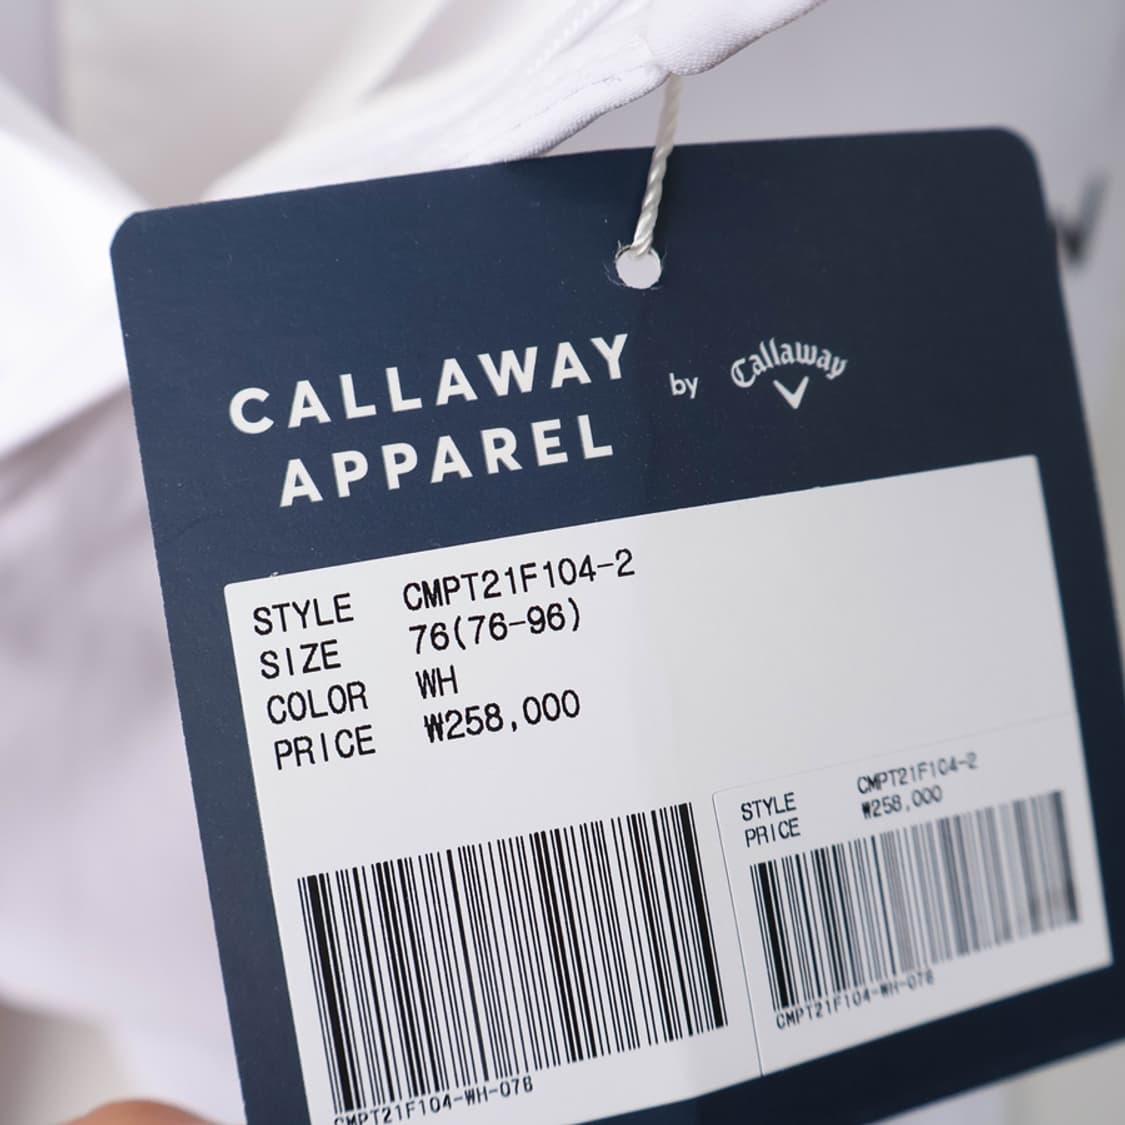 CALLAWAY
APPAREL
by
Callaway
STYLE CMPT21F104-2
SIZE 76(76-96)
COLOR WH
PRICE ₩258,000
CMPT21F104-WH-076
STYLE CMPT21F104-2
PRICE ₩258,000
CMPT21F104-WH-076